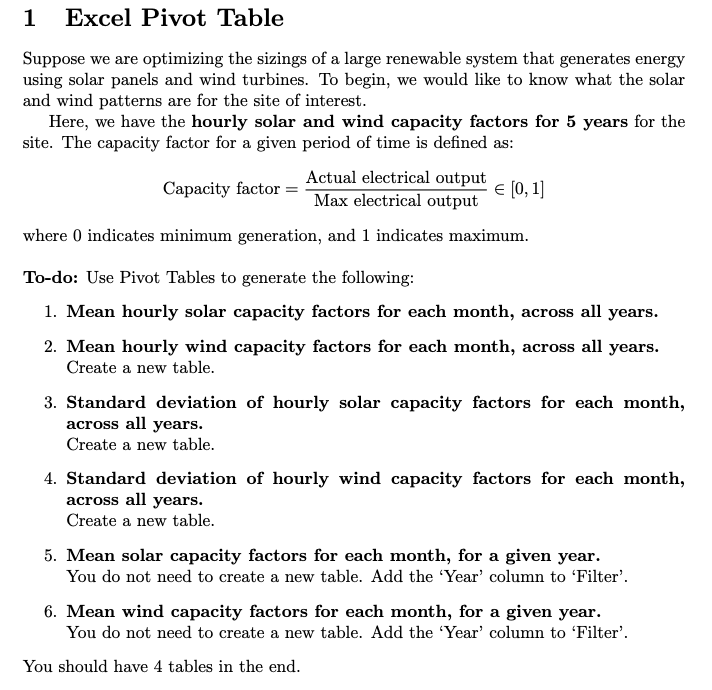 1 Excel Pivot Table
Suppose we are optimizing the sizings of a large renewable system that generates energy
using solar panels and wind turbines. To begin, we would like to know what the solar
and wind patterns are for the site of interest.
Here, we have the hourly solar and wind capacity factors for 5 years for the
site. The capacity factor for a given period of time is defined as:
Capacity factor = Actual electrical output / Max electrical output ∈ [0, 1]
where 0 indicates minimum generation, and 1 indicates maximum.
To-do: Use Pivot Tables to generate the following:
1. Mean hourly solar capacity factors for each month, across all years.
2. Mean hourly wind capacity factors for each month, across all years.
Create a new table.
3. Standard deviation of hourly solar capacity factors for each month,
across all years.
Create a new table.
4. Standard deviation of hourly wind capacity factors for each month,
across all years.
Create a new table.
5. Mean solar capacity factors for each month, for a given year.
You do not need to create a new table. Add the ‘Year’ column to ‘Filter’.
6. Mean wind capacity factors for each month, for a given year.
You do not need to create a new table. Add the ‘Year’ column to ‘Filter’.
You should have 4 tables in the end.